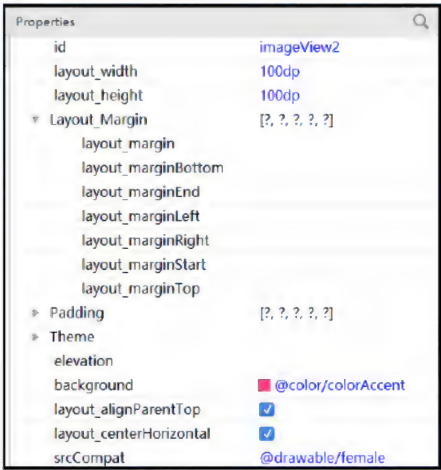 Properties
id imageView2
layout_width 100dp
layout_height 100dp
Layout_Margin [?, ?, ?, ?, ?]
layout_margin
layout_marginBottom
layout_marginEnd
layout_marginLeft
layout_marginRight
layout_marginStart
layout_marginTop
Padding [?, ?, ?, ?, ?]
Theme
elevation
background @color/colorAccent
layout_alignParentTop
layout_centerHorizontal
srcCompat @drawable/female